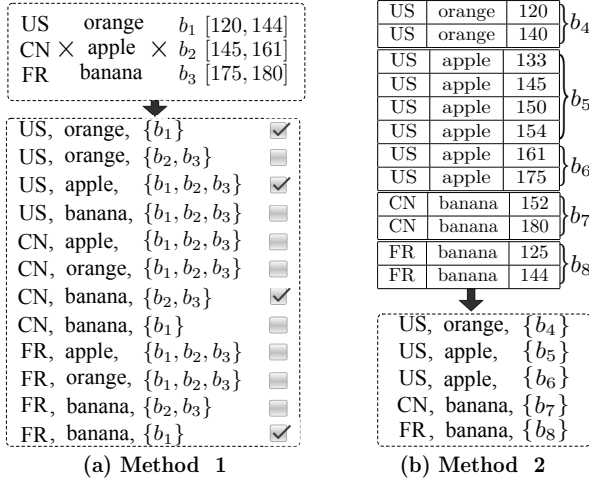 US orange b₁ [120, 144]
CN × apple × b₂ [145, 161]
FR banana b₃ [175, 180]
US, orange, {b₁}
US, orange, {b₂, b₃}
US, apple, {b₁, b₂, b₃}
US, banana, {b₁, b₂, b₃}
CN, apple, {b₁, b₂, b₃}
CN, orange, {b₁, b₂, b₃}
CN, banana, {b₂, b₃}
CN, banana, {b₁}
FR, apple, {b₁, b₂, b₃}
FR, orange, {b₁, b₂, b₃}
FR, banana, {b₂, b₃}
FR, banana, {b₁}
(a) Method 1
US orange 120
US orange 140
b₄
US apple 133
US apple 145
US apple 150
US apple 154
b₅
US apple 161
US apple 175
b₆
CN banana 152
CN banana 180
b₇
FR banana 125
FR banana 144
b₈
US, orange, {b₄}
US, apple, {b₅}
US, apple, {b₆}
CN, banana, {b₇}
FR, banana, {b₈}
(b) Method 2